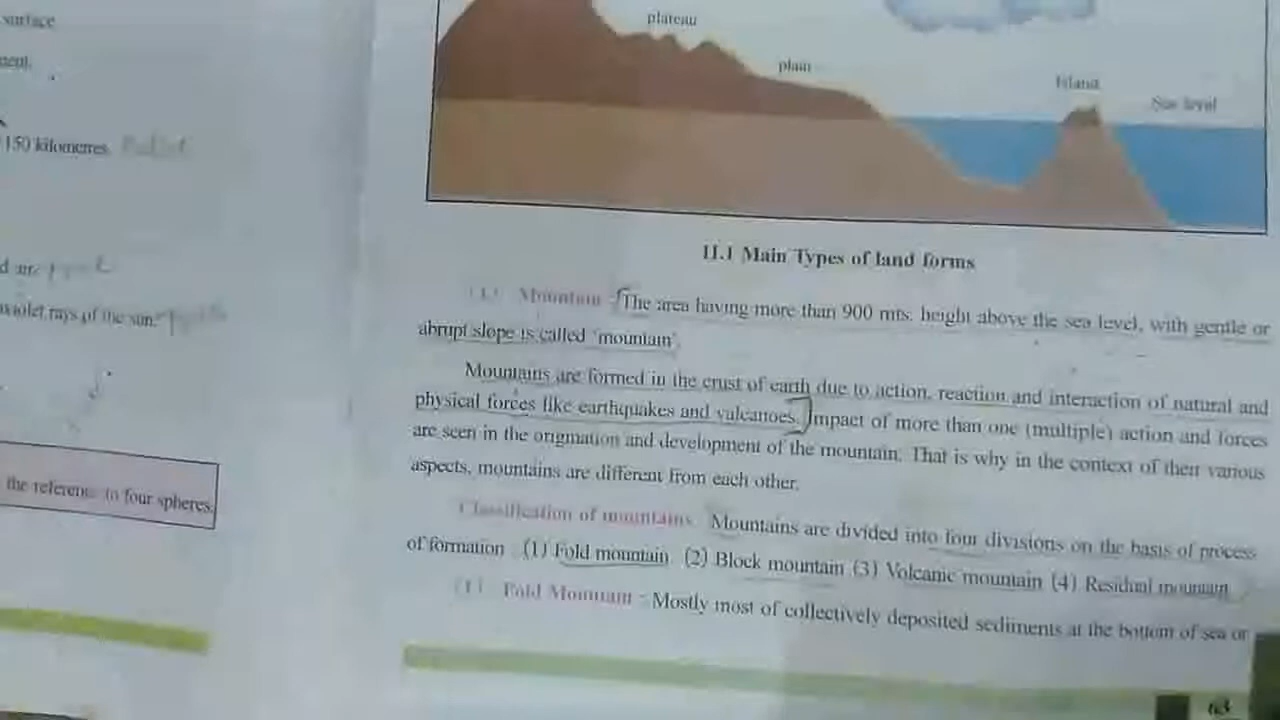 surface
150 kilometres.
violet rays of the sun.
the reference to four spheres.
plateau
plain
Island
Sea level
II.1 Main Types of land forms
Mountain : The area having more than 900 mts. height above the sea level, with gentle or
abrupt slope is called 'mountain'.
Mountains are formed in the crust of earth due to action, reaction and interaction of natural and
physical forces like earthquakes and valcanoes. Impact of more than one (multiple) action and forces
are seen in the origination and development of the mountain. That is why in the context of their various
aspects, mountains are different from each other.
Classification of mountains Mountains are divided into four divisions on the basis of process
of formation : (1) Fold mountain (2) Block mountain (3) Volcanic mountain (4) Residual mountain
(1) Fold Mountain : Mostly most of collectively deposited sediments at the bottom of sea or
63